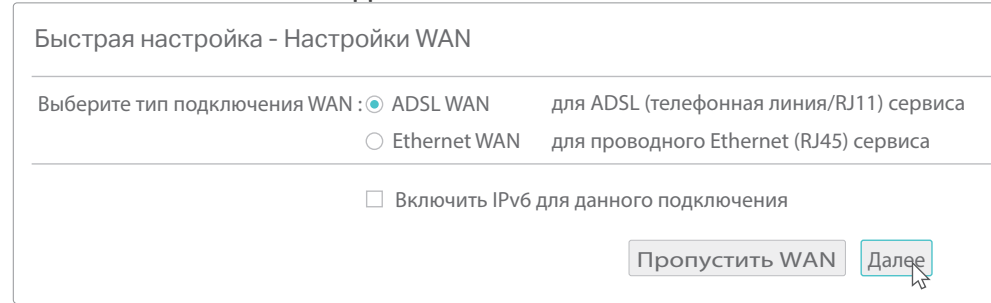 Быстрая настройка - Настройки WAN
Выберите тип подключения WAN : ADSL WAN для ADSL (телефонная линия/RJ11) сервиса
Ethernet WAN для проводного Ethernet (RJ45) сервиса
Включить IPv6 для данного подключения
Пропустить WAN Далее